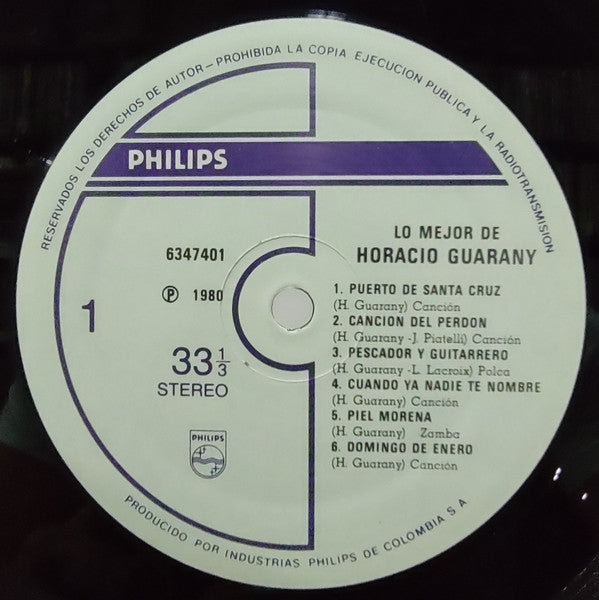 RESERVADOS LOS DERECHOS DE AUTOR – PROHIBIDA LA COPIA EJECUCION PUBLICA Y LA RADIOTRANSMISION
PHILIPS
LO MEJOR DE
HORACIO GUARANY
6347401
Ⓟ 1980
1
33 1/3
STEREO
PHILIPS
1. PUERTO DE SANTA CRUZ
(H. Guarany) Canción
2. CANCION DEL PERDON
(H. Guarany -J. Piatelli) Canción
3. PESCADOR Y GUITARRERO
(H. Guarany -L. Lacroix) Polca
4. CUANDO YA NADIE TE NOMBRE
(H. Guarany) Canción
5. PIEL MORENA
(H. Guarany) Zamba
6. DOMINGO DE ENERO
(H. Guarany) Canción
PRODUCIDO POR INDUSTRIAS PHILIPS DE COLOMBIA S A